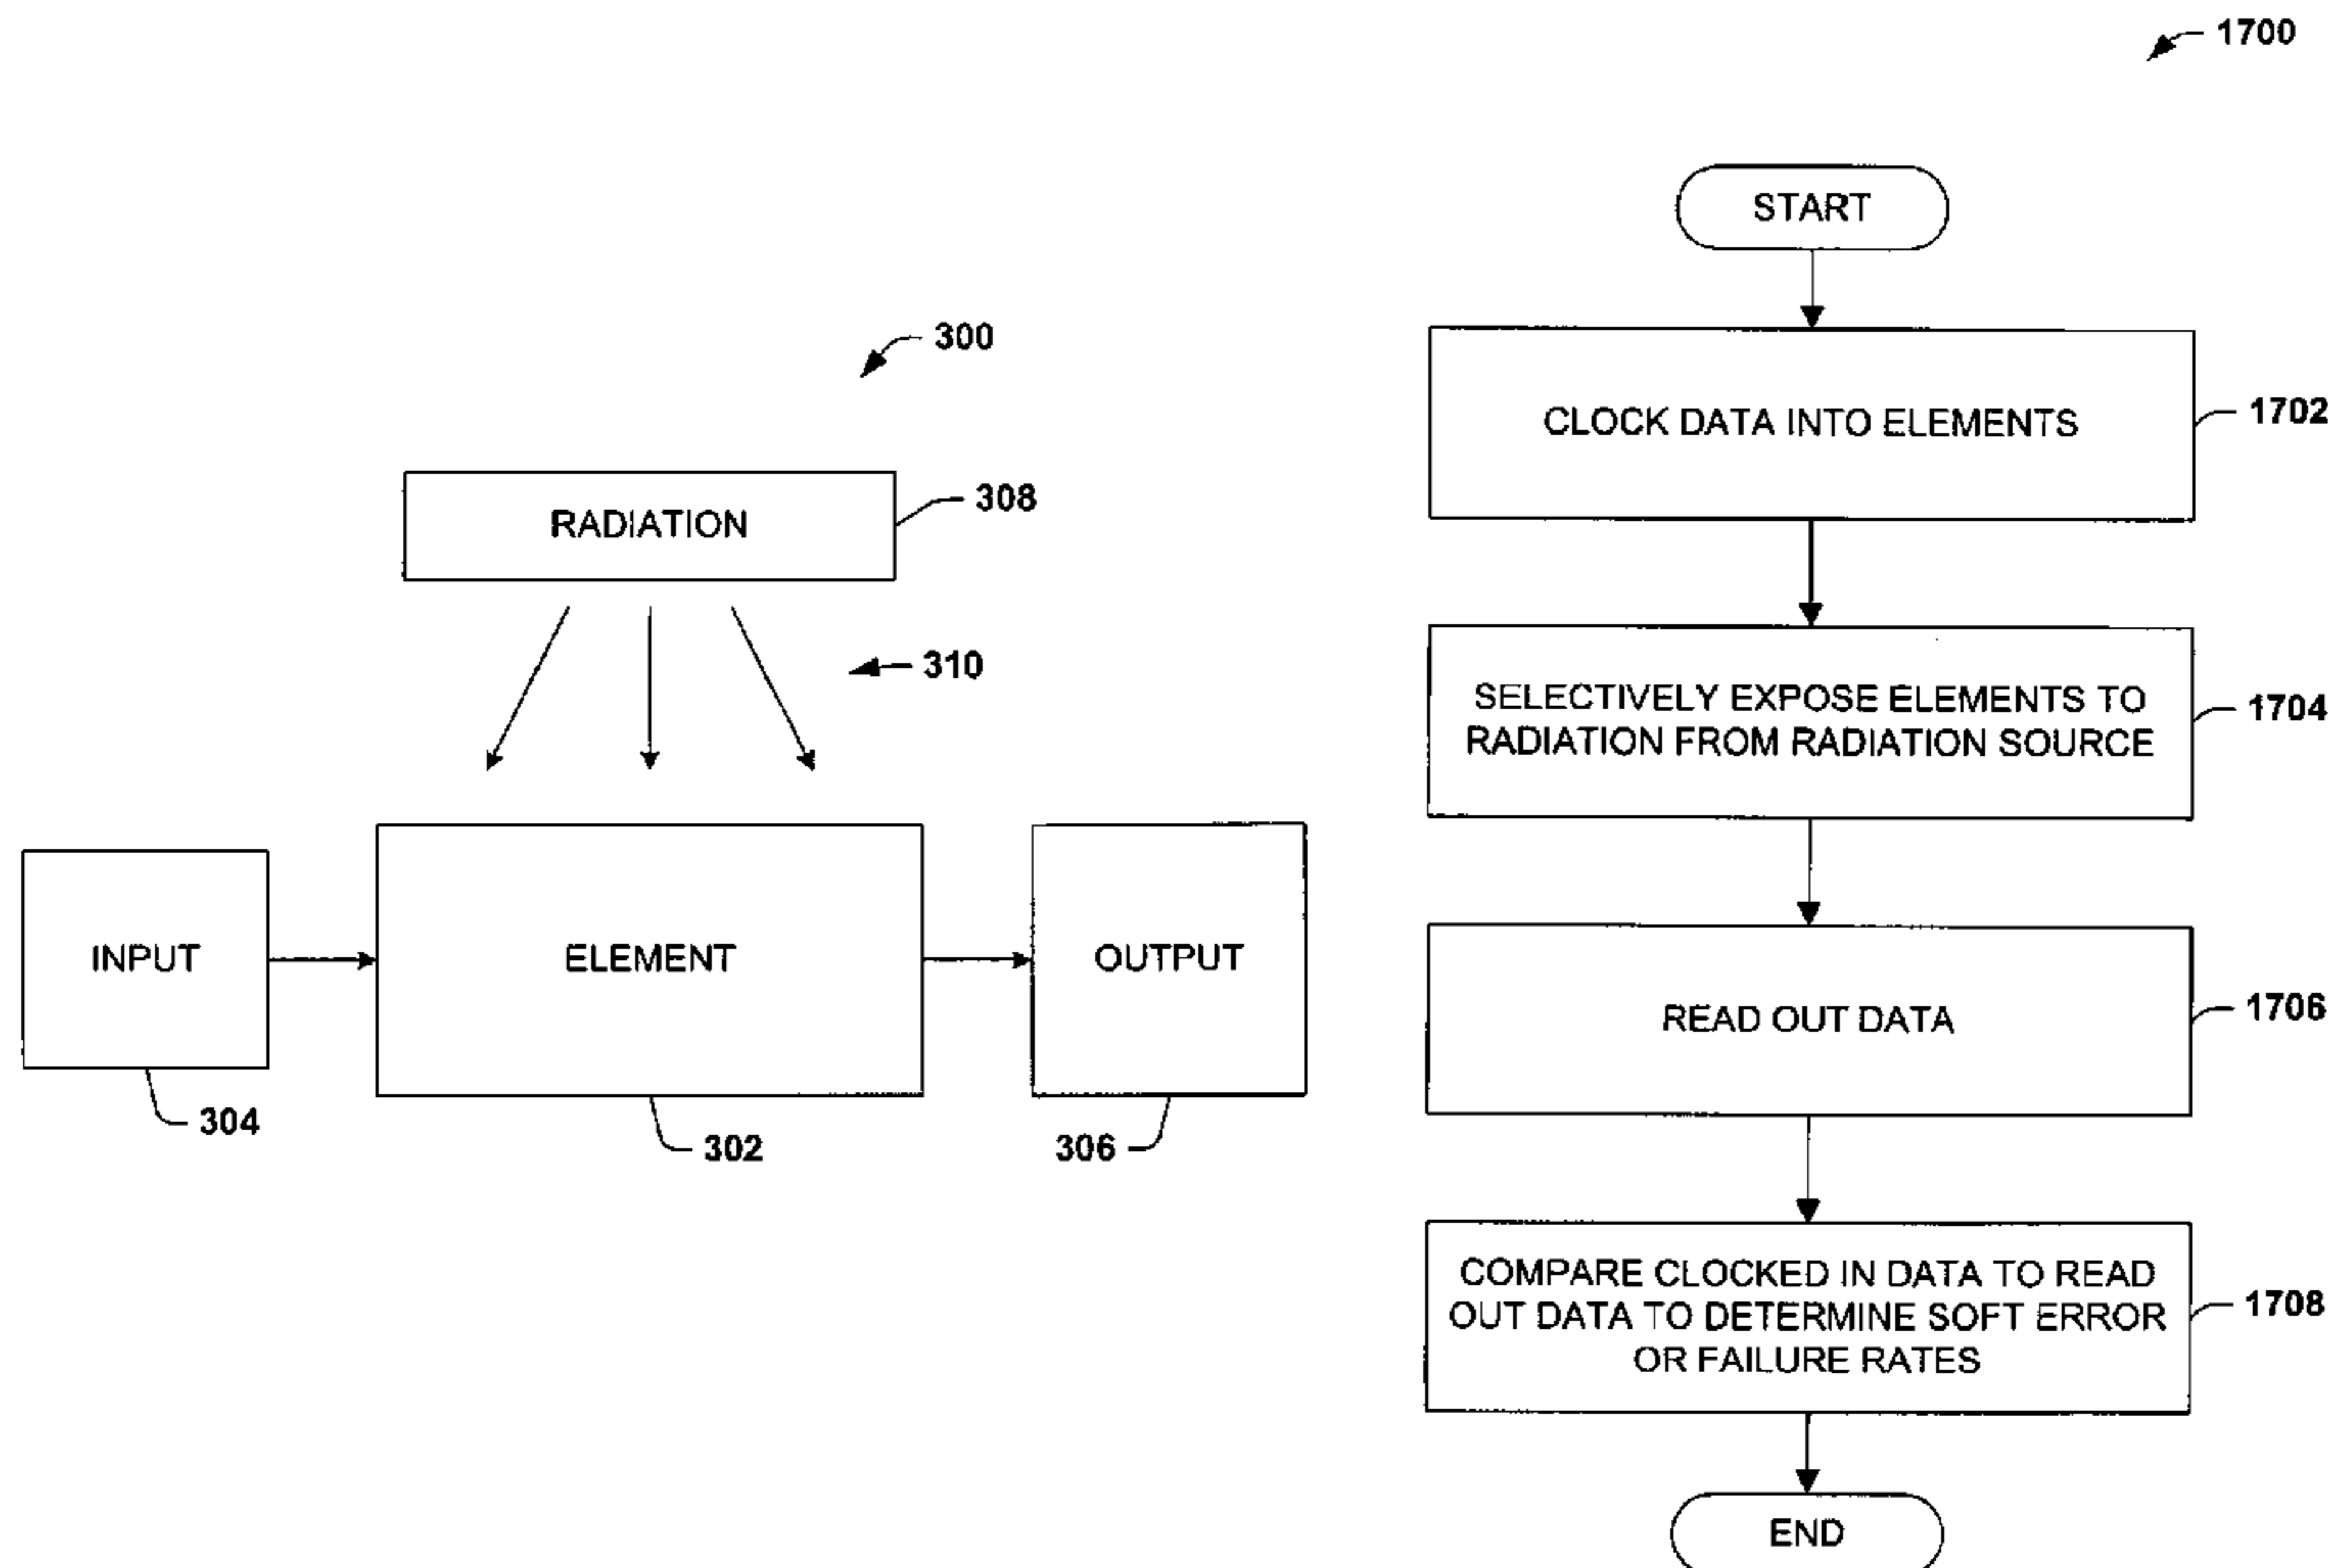 300
RADIATION
308
310
INPUT
ELEMENT
OUTPUT
304
302
306
1700
START
CLOCK DATA INTO ELEMENTS
1702
SELECTIVELY EXPOSE ELEMENTS TO
RADIATION FROM RADIATION SOURCE
1704
READ OUT DATA
1706
COMPARE CLOCKED IN DATA TO READ
OUT DATA TO DETERMINE SOFT ERROR
OR FAILURE RATES
1708
END